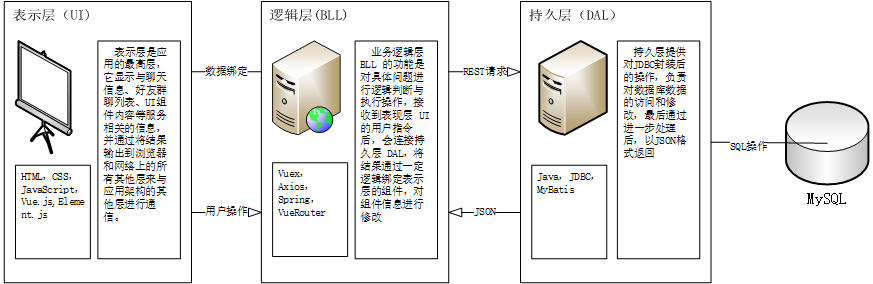 表示层（UI）
表示层是应
用的最高层，
它显示与聊天
信息、好友群
聊列表、UI组
件内容等服务
相关的信息，
并通过将结果
输出到浏览器
和网络上的所
有其他层来与
应架构的其
他层进行通
信。
HTML，CSS，
JavaScript，
Vue.js,Eleme
nt.js
数据绑定
用户操作
逻辑层(BLL)
业务逻辑层
BLL 的功能是
对具体问题进
行逻辑判断与
执行操作，接
收到表现层 UI
的用户指令
后，会连接持
久层 DAL，将
结果通过一定
逻辑绑定表示
层的组件，对
组件信息进行
修改
Vuex，
Axios，
Spring，
VueRouter
REST请求
JSON
持久层（DAL）
持久层提供
对JDBC封装后
的操作，负责
对数据库数据
的访问和修
改，最后通过
进一步处理
后，以JSON格
式返回
Java，JDBC，
MyBatis
SQL操作
MySQL